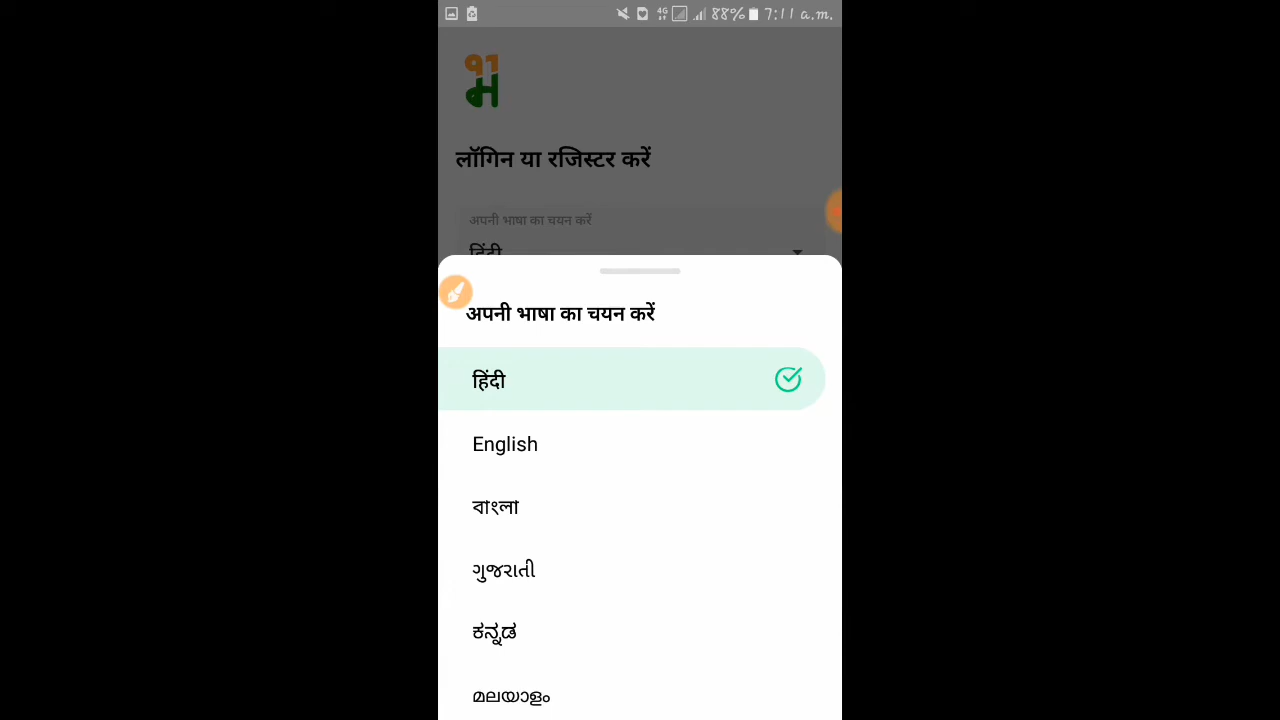 88% 7:11 a.m.
लॉगिन या रजिस्टर करें
अपनी भाषा का चयन करें
हिंदी
अपनी भाषा का चयन करें
हिंदी
English
বাংলা
ગુજરાતી
ಕನ್ನಡ
മലയാളം